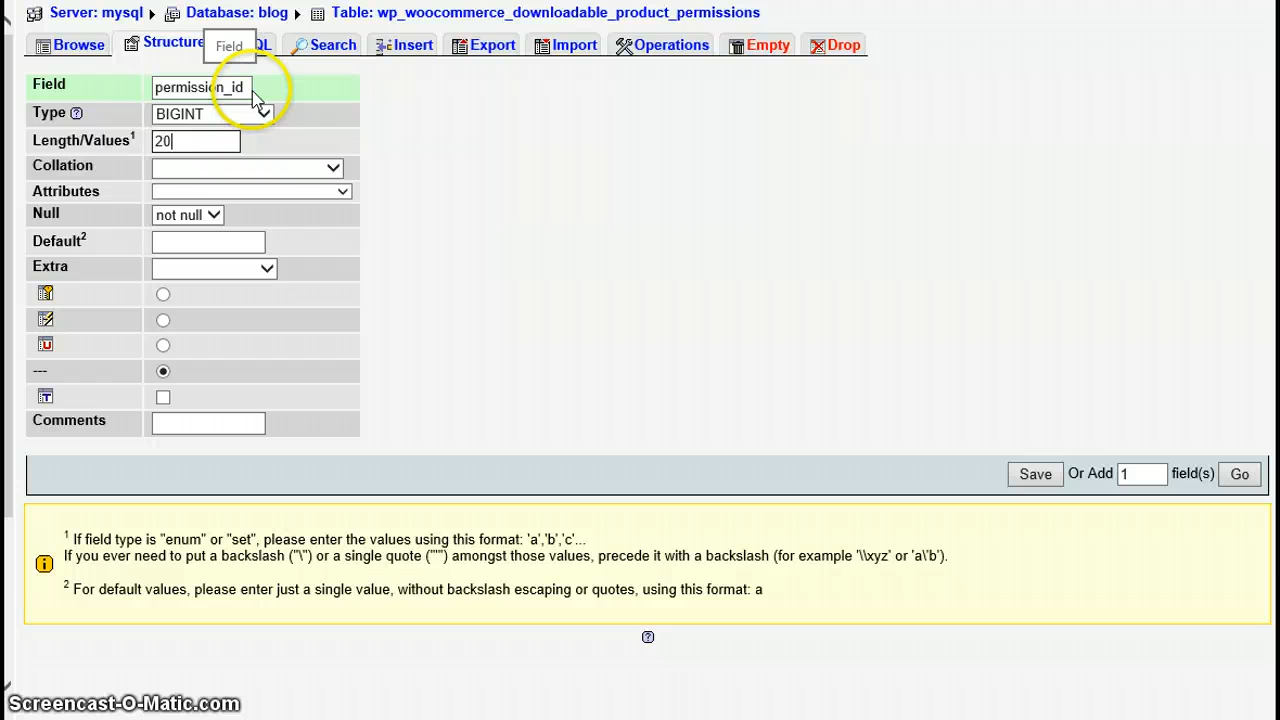 Server: mysql Database: blog Table: wp_woocommerce_downloadable_product_permissions
Browse Structure QL Search Insert Export Import Operations Empty Drop
Field
Field permission_id
Type BIGINT
Length/Values1 20
Collation
Attributes
Null not null
Default2
Extra
U
---
T
Comments
Save Or Add 1 field(s) Go
1 If field type is "enum" or "set", please enter the values using this format: 'a','b','c'...
If you ever need to put a backslash ("\") or a single quote ("'") amongst those values, precede it with a backslash (for example '\\xyz' or 'a\'b').
2 For default values, please enter just a single value, without backslash escaping or quotes, using this format: a
Screencast-O-Matic.com